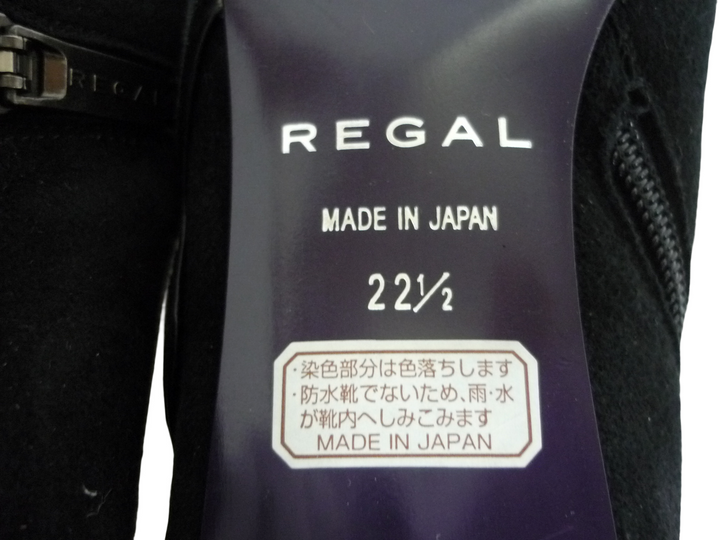 REGAL
REGAL
MADE IN JAPAN
22½
・染色部分は色落ちします
・防水靴でないため、雨・水
が靴内へしみこみます
MADE IN JAPAN